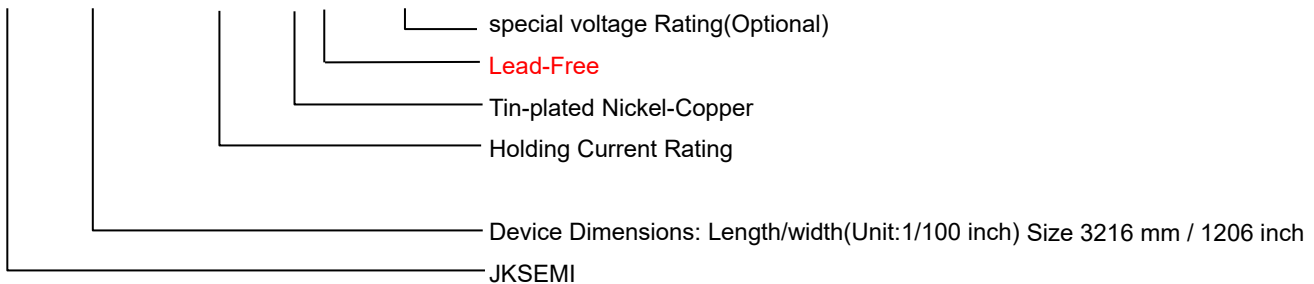 special voltage Rating(Optional)
Lead-Free
Tin-plated Nickel-Copper
Holding Current Rating
Device Dimensions: Length/width(Unit:1/100 inch) Size 3216 mm / 1206 inch
JKSEMI